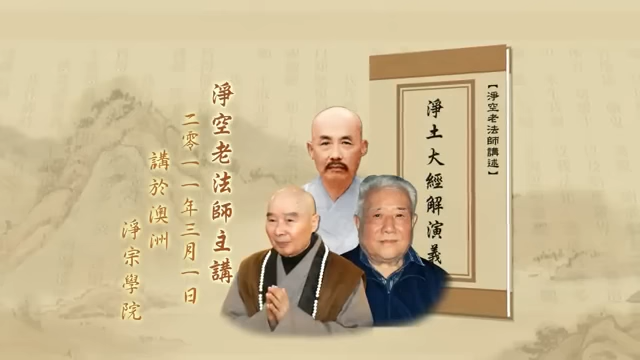 【淨空老法師講述】
淨土大經解演義
淨空老法師主講
二零一一年三月一日
講於澳洲
淨宗學院